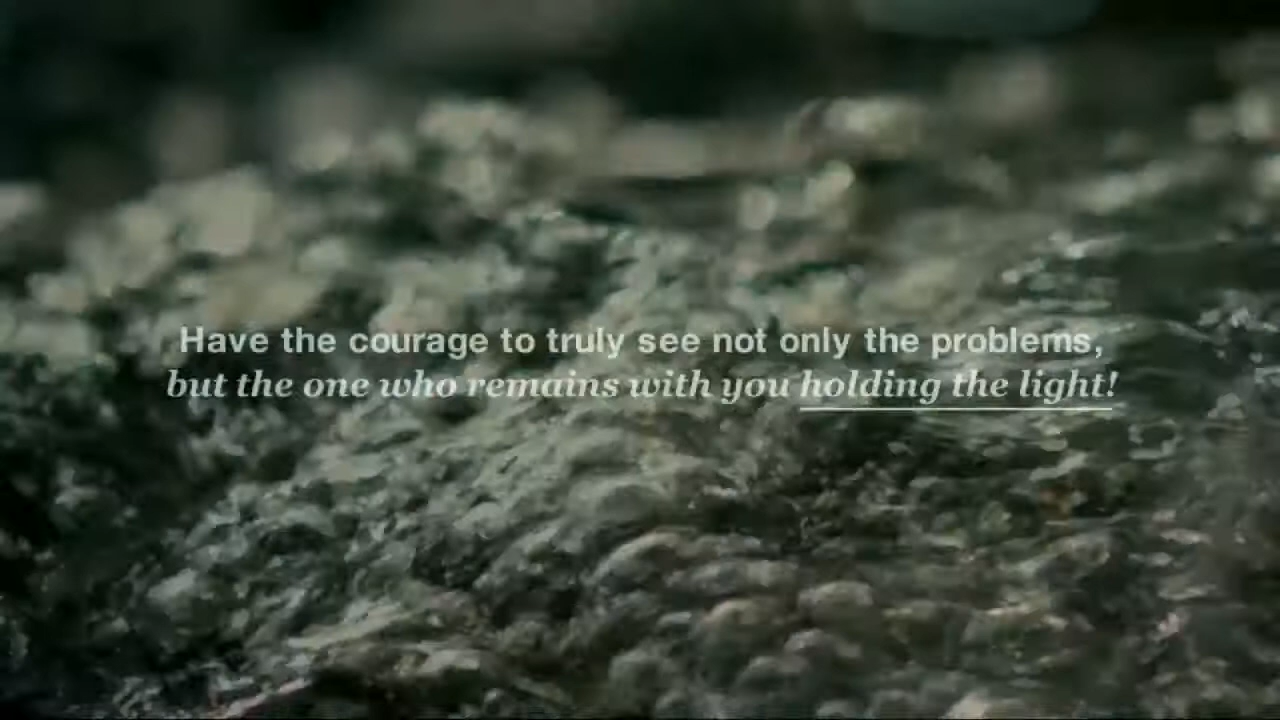 Have the courage to truly see not only the problems,
but the one who remains with you holding the light!